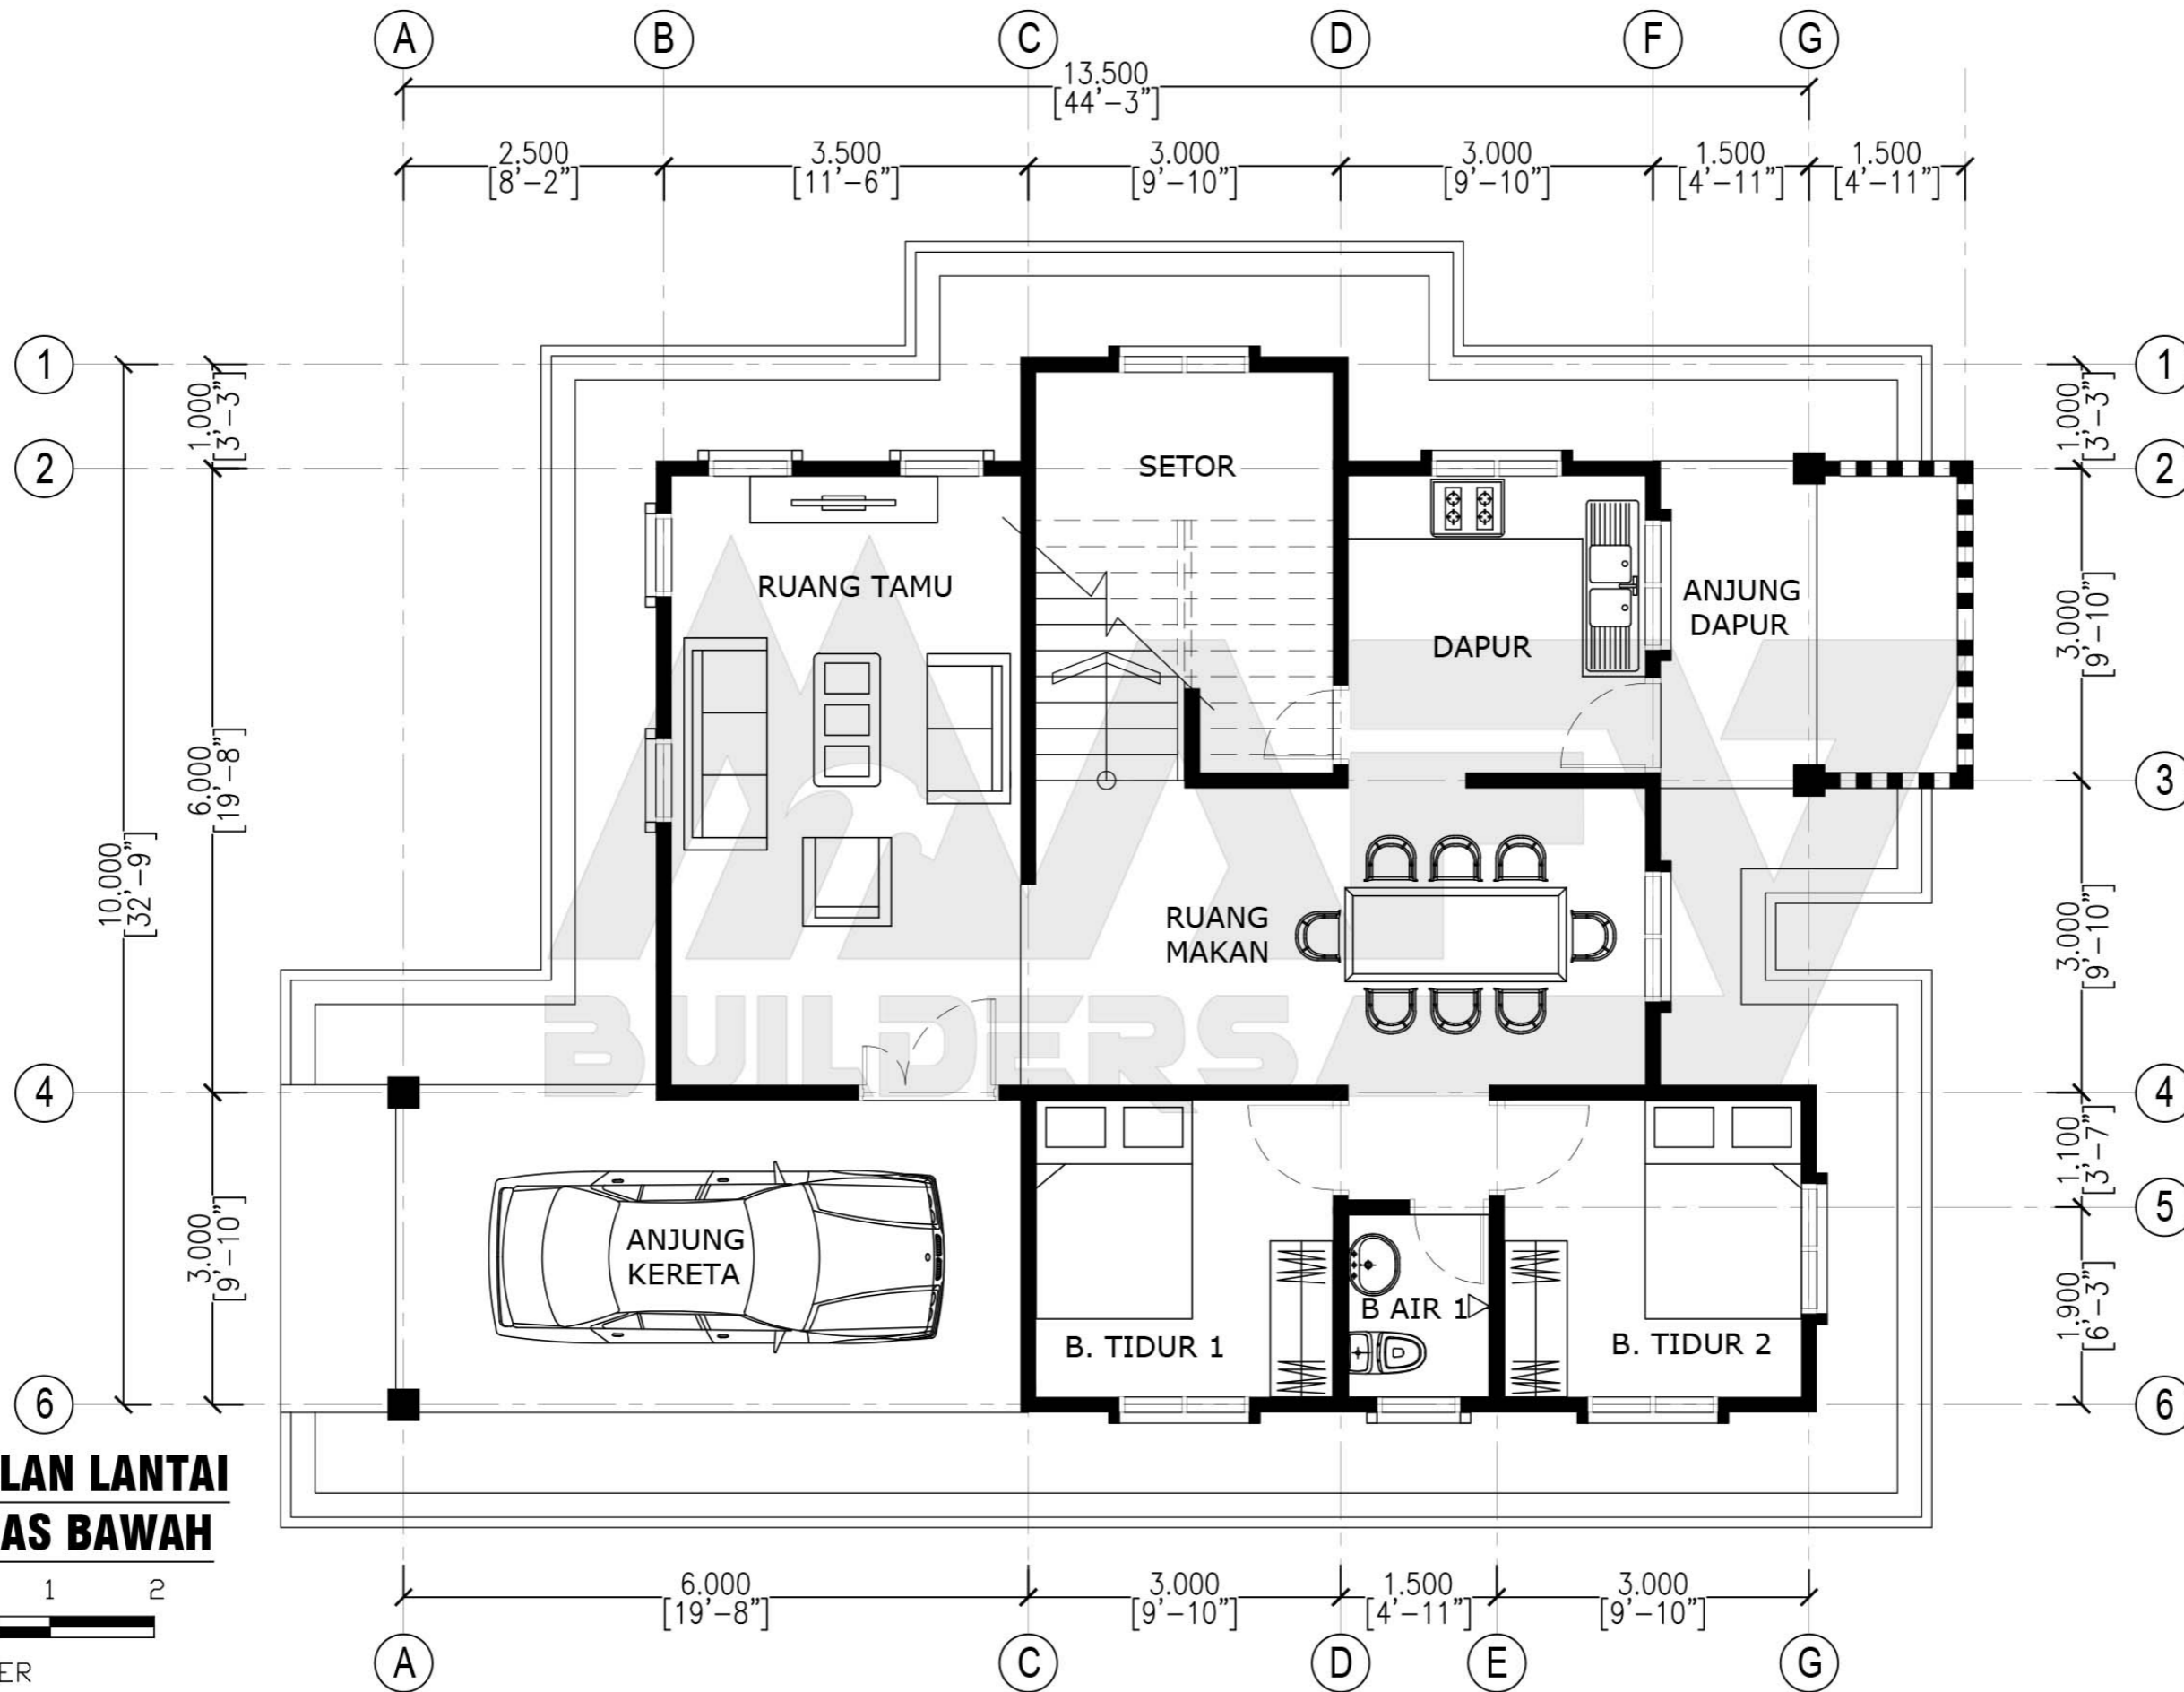 A B C D F G
13.500
[44'-3"]
2.500 3.500 3.000 3.000 1.500 1.500
[8'-2"] [11'-6"] [9'-10"] [9'-10"] [4'-11"] [4'-11"]
1 1
1.000 [3'-3"]
1.000 [3'-3"]
2 2
SETOR
RUANG TAMU
ANJUNG
DAPUR
DAPUR
3.000 [9'-10"]
6.000 [19'-8"]
10.000 [32'-9"]
3
RUANG
MAKAN
3.000 [9'-10"]
MRF
BUILDERS
4 4
1.100 [3'-7"]
5
ANJUNG
KERETA
3.000 [9'-10"]
B AIR 1
B. TIDUR 1
B. TIDUR 2
1.900 [6'-3"]
6 6
LAN LANTAI
AS BAWAH
1 2
ER
6.000 3.000 1.500 3.000
[19'-8"] [9'-10"] [4'-11"] [9'-10"]
A C D E G